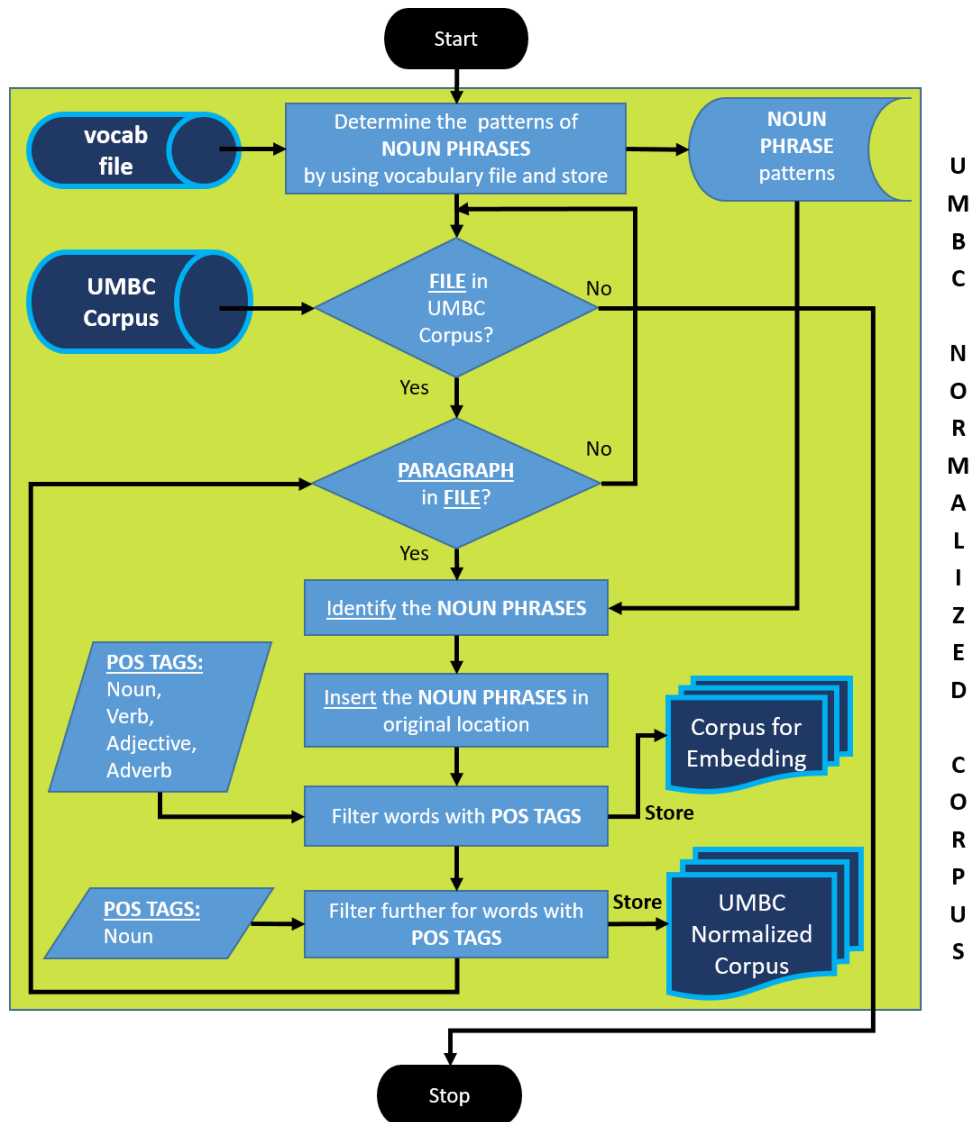 Start
vocab
file
Determine the  patterns of
NOUN PHRASES
by using vocabulary file and store
NOUN
PHRASE
patterns
UMBC
Corpus
FILE in
UMBC
Corpus?
No
Yes
PARAGRAPH
in FILE?
No
Yes
Identify the NOUN PHRASES
POS TAGS:
Noun,
Verb,
Adjective,
Adverb
Insert the NOUN PHRASES in
original location
Corpus for
Embedding
Filter words with POS TAGS
Store
POS TAGS:
Noun
Filter further for words with
POS TAGS
Store
UMBC
Normalized
Corpus
Stop
U
M
B
C
N
O
R
M
A
L
I
Z
E
D
C
O
R
P
U
S